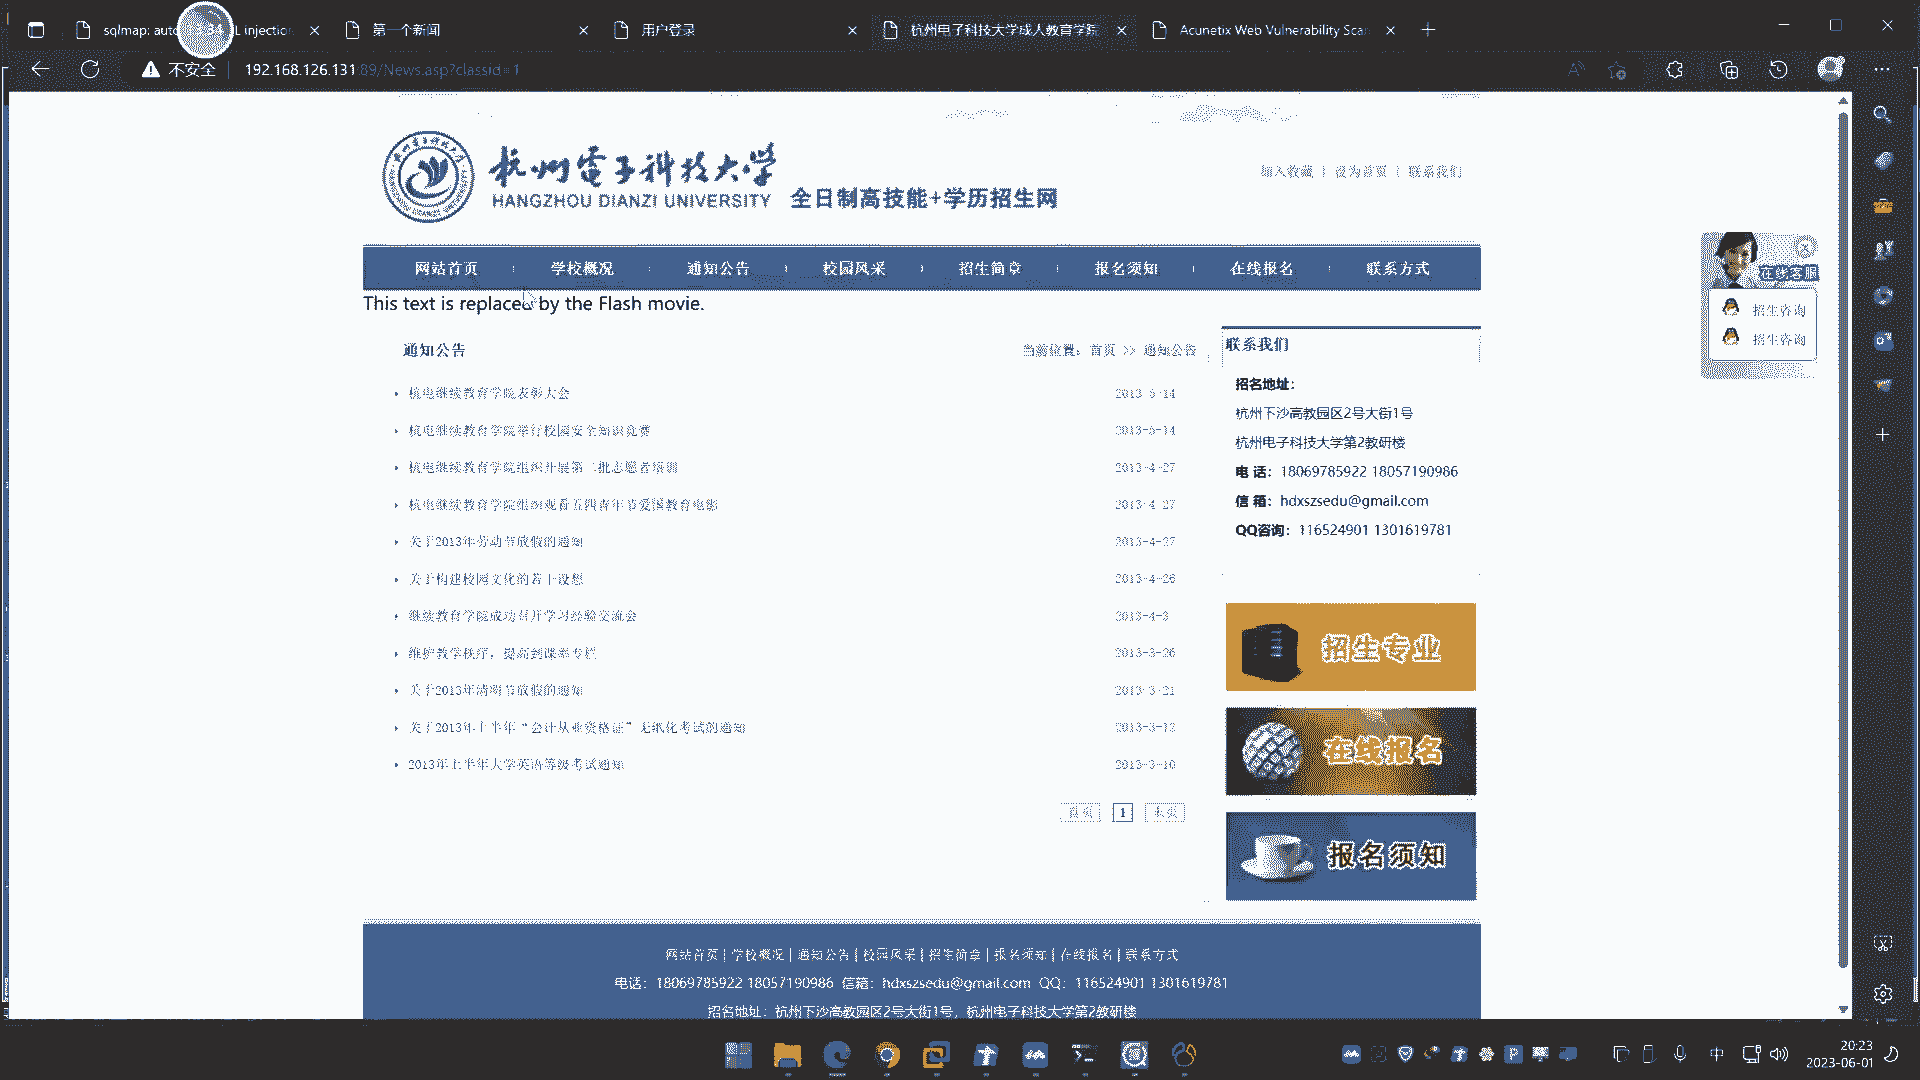 sqlmap: auto
L injection
第一个新闻
用户登录
杭州电子科技大学成人教育学院
Acunetix Web Vulnerability Scan
不安全
192.168.126.131:89/News.asp?classid=1
杭州電子科技大学
HANGZHOU DIANZI UNIVERSITY
全日制高技能+学历招生网
加入收藏 | 设为首页 | 联系我们
网站首页
学校概况
通知公告
校园风采
招生简章
报名须知
在线报名
联系方式
This text is replaced by the Flash movie.
在线客服
招生咨询
招生咨询
通知公告
当前位置：首页 >> 通知公告
杭电继续教育学院表彰大会
2013-5-14
杭电继续教育学院举行校园安全知识竞赛
2013-5-14
杭电继续教育学院组织开展第二批志愿者培训
2013-4-27
杭电继续教育学院组织观看五四青年节爱国教育电影
2013-4-27
关于2013年劳动节放假的通知
2013-4-27
关于构建校园文化的若干设想
2013-4-26
继续教育学院成功召开学习经验交流会
2013-4-3
维护教学秩序，提高到课率专栏
2013-3-26
关于2013年清明节放假的通知
2013-3-21
关于2013年上半年“会计从业资格证”无纸化考试的通知
2013-3-12
2013年上半年大学英语等级考试通知
2013-3-10
首页
1
末页
联系我们
招名地址：
杭州下沙高教园区2号大街1号
杭州电子科技大学第2教研楼
电 话：18069785922 18057190986
信 箱：hdxszsedu@gmail.com
QQ咨询：116524901 1301619781
招生专业
在线报名
报名须知
网站首页 | 学校概况 | 通知公告 | 校园风采 | 招生简章 | 报名须知 | 在线报名 | 联系方式
电话：18069785922 18057190986 信箱：hdxszsedu@gmail.com QQ：116524901 1301619781
招名地址：杭州下沙高教园区2号大街1号，杭州电子科技大学第2教研楼
中
20:23
2023-06-01